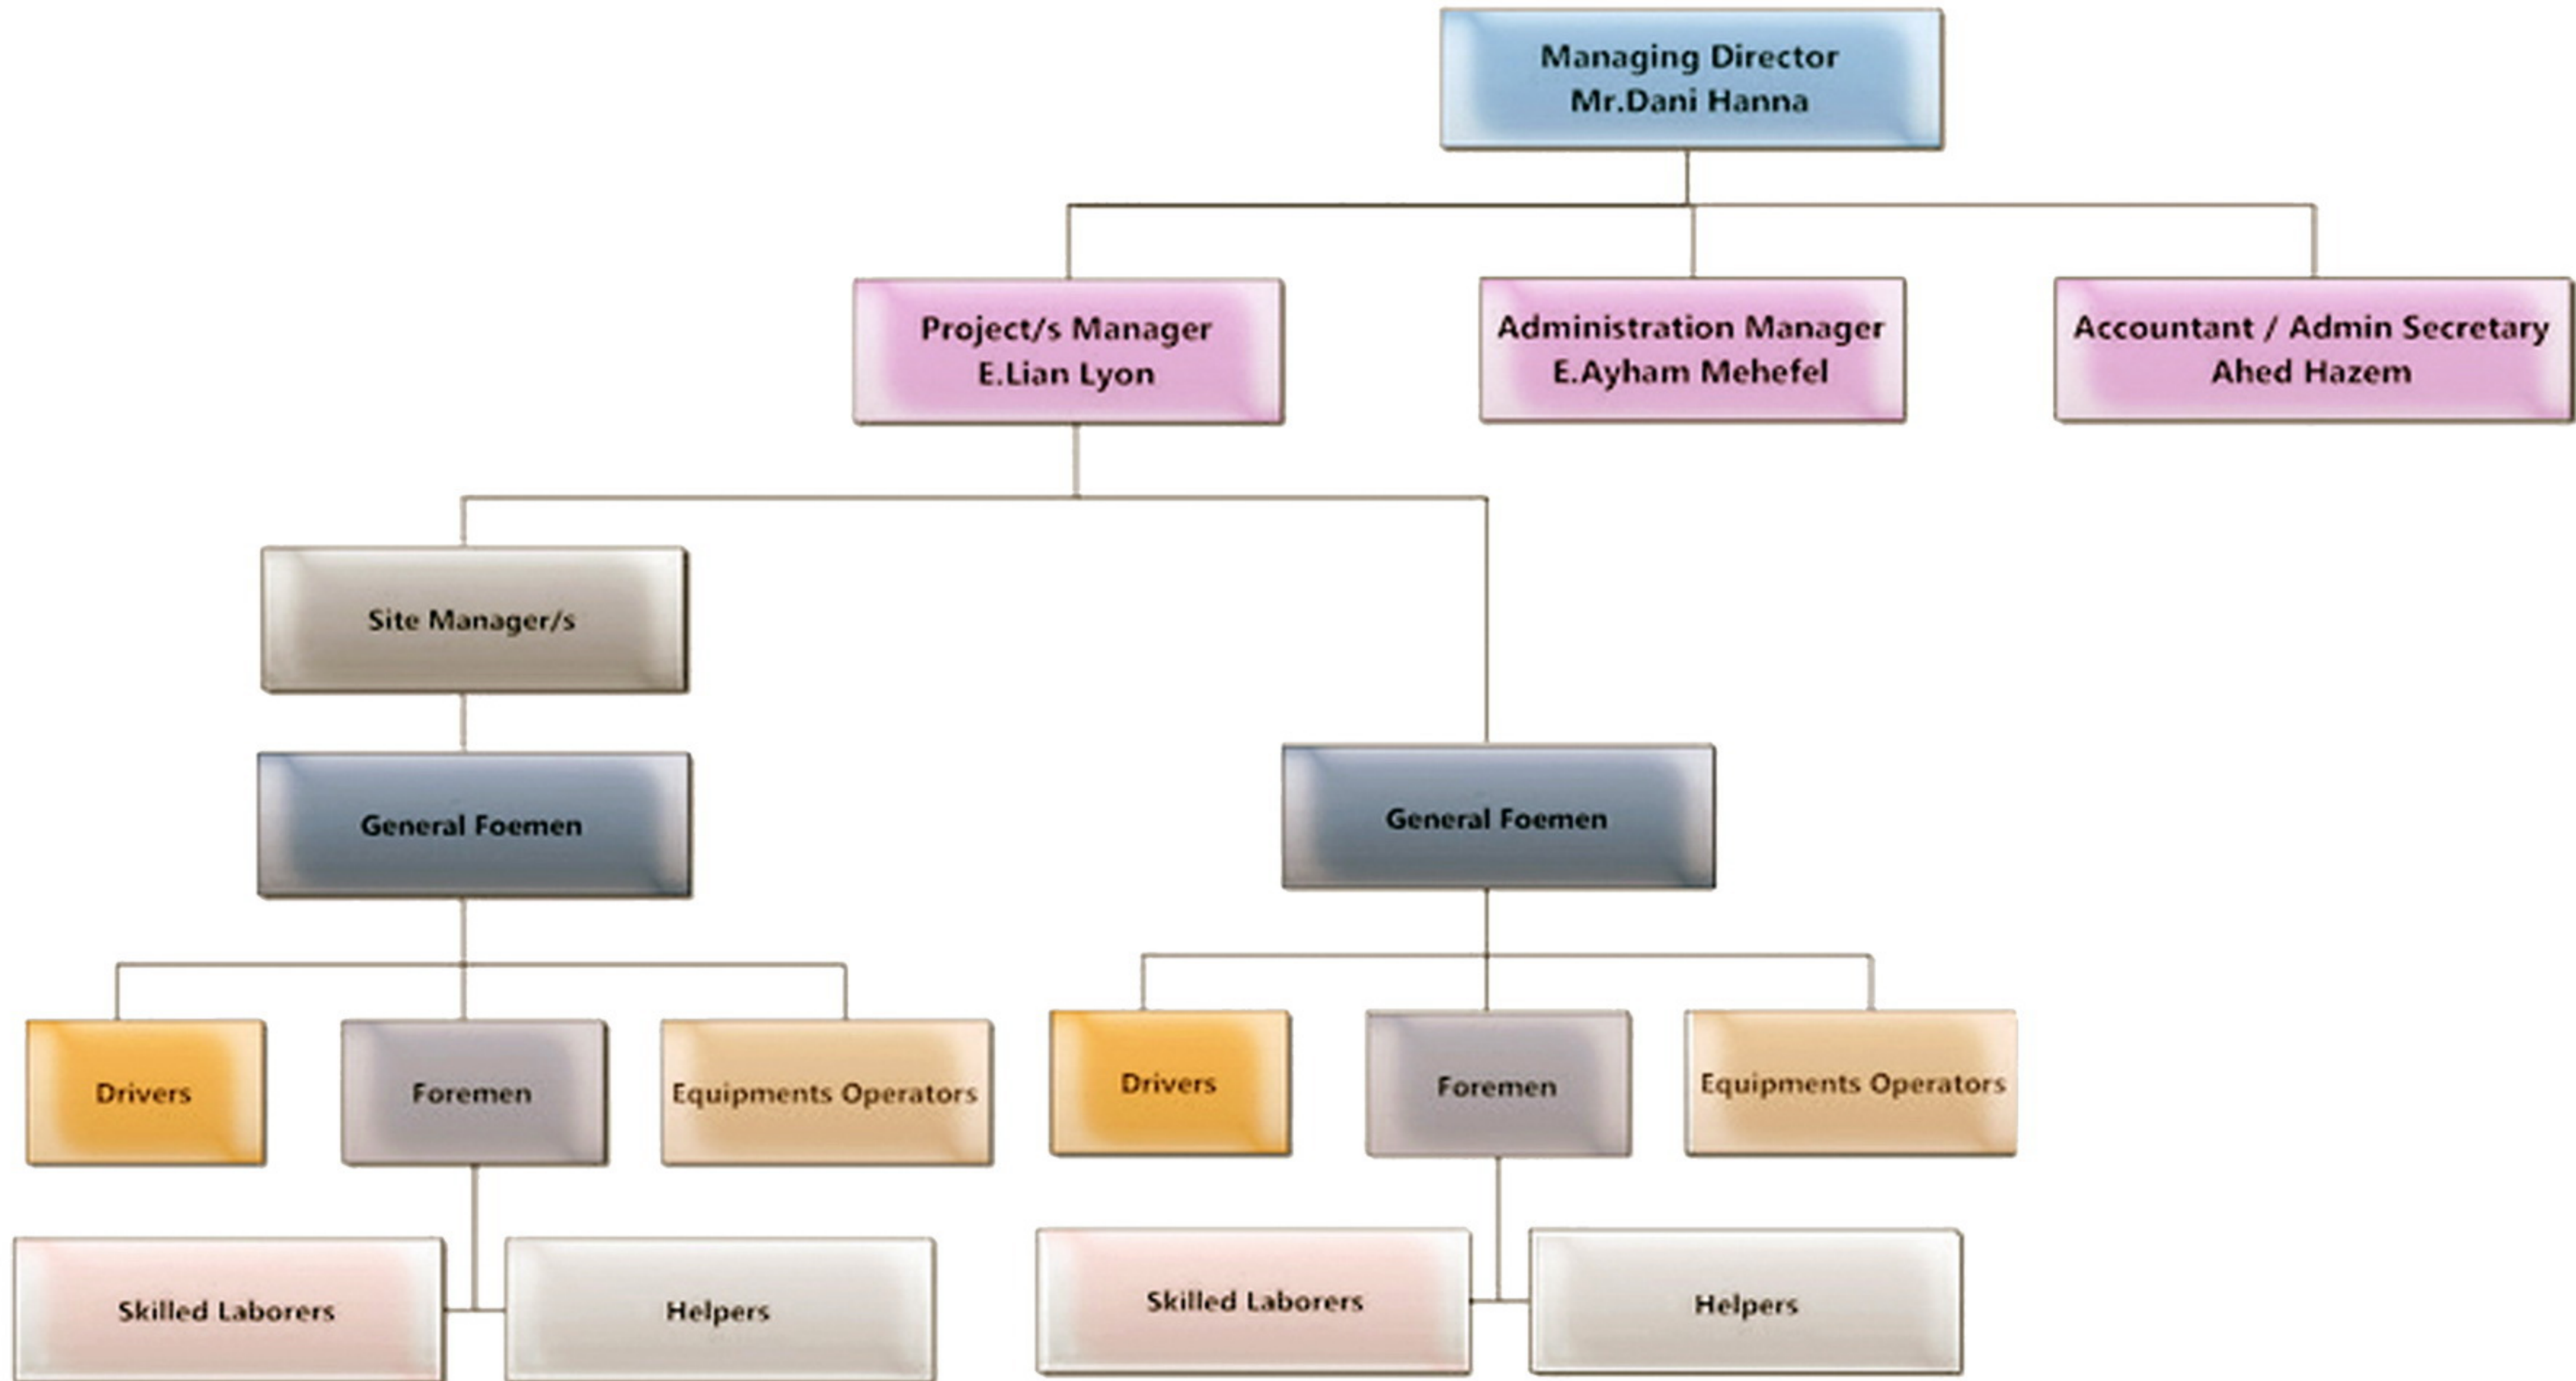 Managing Director
Mr.Dani Hanna
Project/s Manager
E.Lian Lyon
Administration Manager
E.Ayham Mehefel
Accountant / Admin Secretary
Ahed Hazem
Site Manager/s
General Foemen
General Foemen
Drivers
Foremen
Equipments Operators
Drivers
Foremen
Equipments Operators
Skilled Laborers
Helpers
Skilled Laborers
Helpers